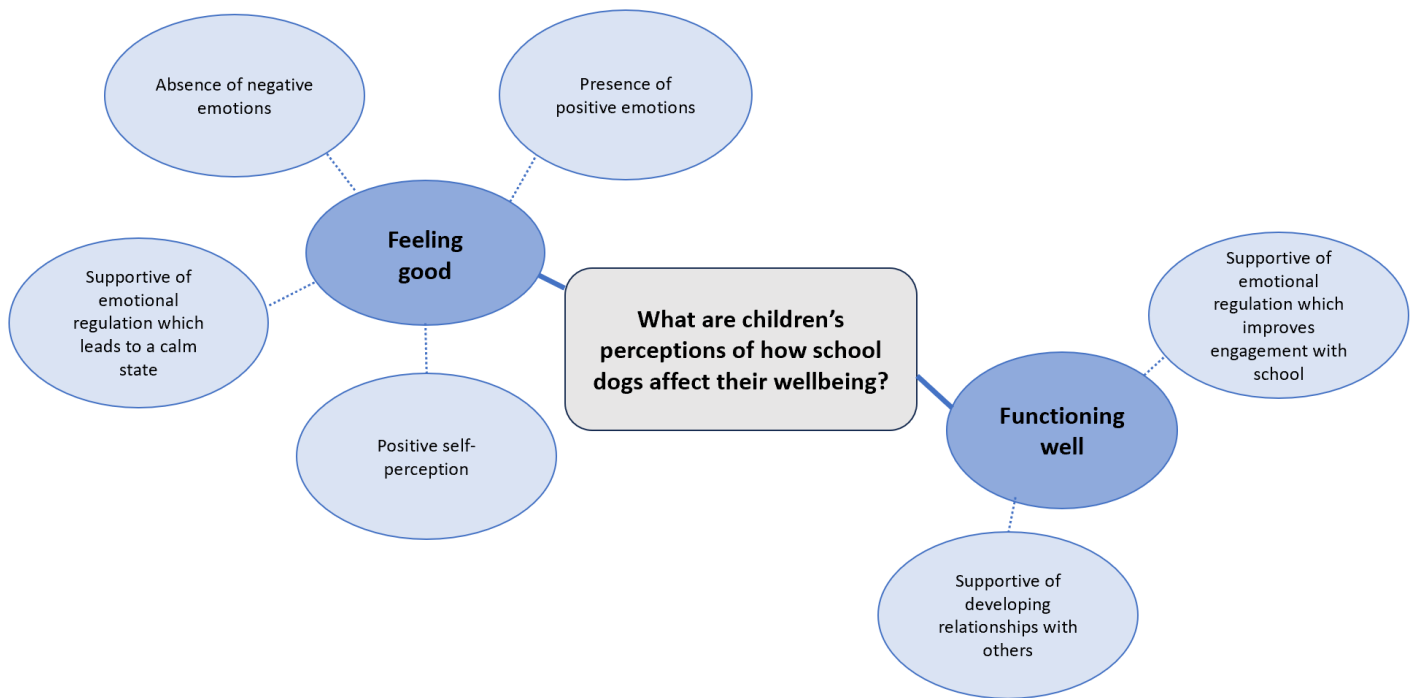 Absence of negative
emotions
Presence of
positive emotions
Feeling
good
Supportive of
emotional
regulation which
leads to a calm
state
Positive self-
perception
What are children’s
perceptions of how school
dogs affect their wellbeing?
Supportive of
emotional
regulation which
improves
engagement with
school
Functioning
well
Supportive of
developing
relationships with
others